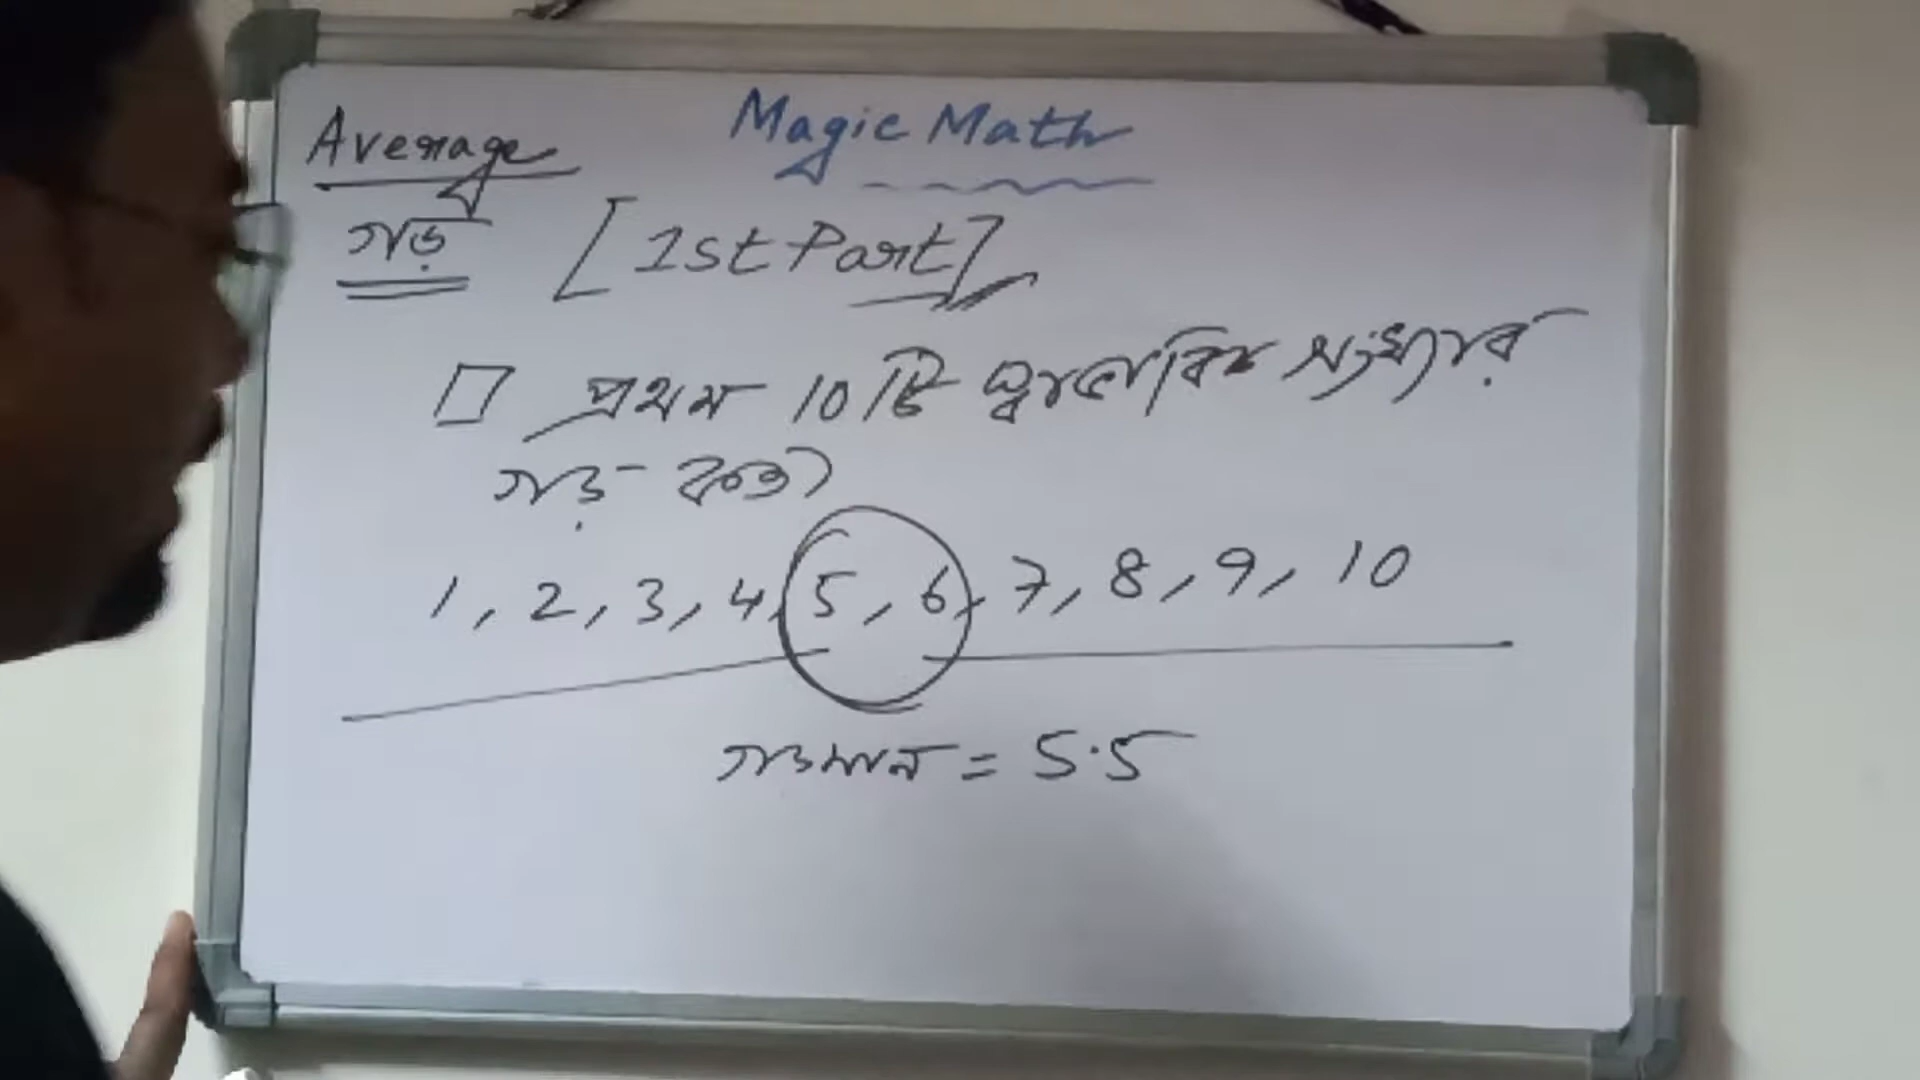 Magic Math
Average
গড় [1st Part]
প্রথম 10টি স্বাভাবিক সংখ্যার
গড় কত?
1, 2, 3, 4, 5, 6, 7, 8, 9, 10
গড়মান = 5.5